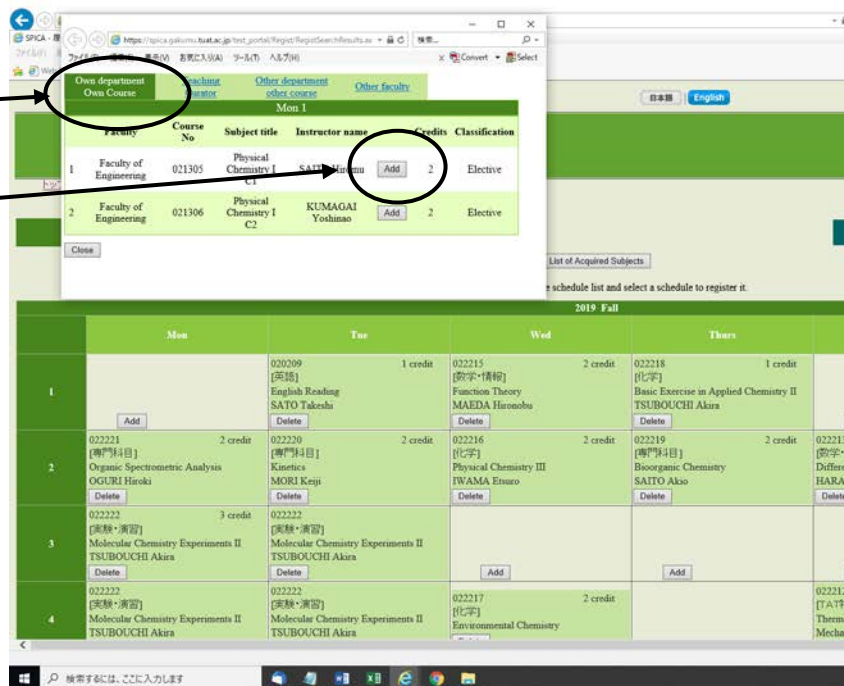 SPICA - 履
https://spica.gakumu.tuat.ac.jp/test_portal/Regist/RegistSearchResults.as
検索...
表示(V) お気に入り(A) ツール(T) ヘルプ(H)
x Convert Select
Own department Own Course
Teaching Curator
Other department other course
Other faculty
Mon 1
Faculty Course No Subject title Instructor name Credits Classification
1 Faculty of Engineering 021305 Physical Chemistry I C1 SAITO Hiromu Add 2 Elective
2 Faculty of Engineering 021306 Physical Chemistry I C2 KUMAGAI Yoshinao Add 2 Elective
Close
日本語 English
List of Acquired Subjects
schedule list and select a schedule to register it.
2019 Fall
Mon Tue Wed Thurs
1
Add
020209 1 credit
[英語]
English Reading
SATO Takeshi
Delete
022215 2 credit
[数学・情報]
Function Theory
MAEDA Hironobu
Delete
022218 1 credit
[化学]
Basic Exercise in Applied Chemistry II
TSUBOUCHI Akira
Delete
2
022221 2 credit
[専門科目]
Organic Spectrometric Analysis
OGURI Hiroki
Delete
022220 2 credit
[専門科目]
Kinetics
MORI Keiji
Delete
022216 2 credit
[化学]
Physical Chemistry III
IWAMA Etsuro
Delete
022219 2 credit
[専門科目]
Bioorganic Chemistry
SAITO Akio
Delete
[数学・
Differe
HARA
Delete
3
022222 3 credit
[実験・演習]
Molecular Chemistry Experiments II
TSUBOUCHI Akira
Delete
022222
[実験・演習]
Molecular Chemistry Experiments II
TSUBOUCHI Akira
Delete
Add
Add
4
022222
[実験・演習]
Molecular Chemistry Experiments II
TSUBOUCHI Akira
022222
[実験・演習]
Molecular Chemistry Experiments II
TSUBOUCHI Akira
022217 2 credit
[化学]
Environmental Chemistry
022212
[TAT
Therm
Mecha
検索するには、ここに入力します